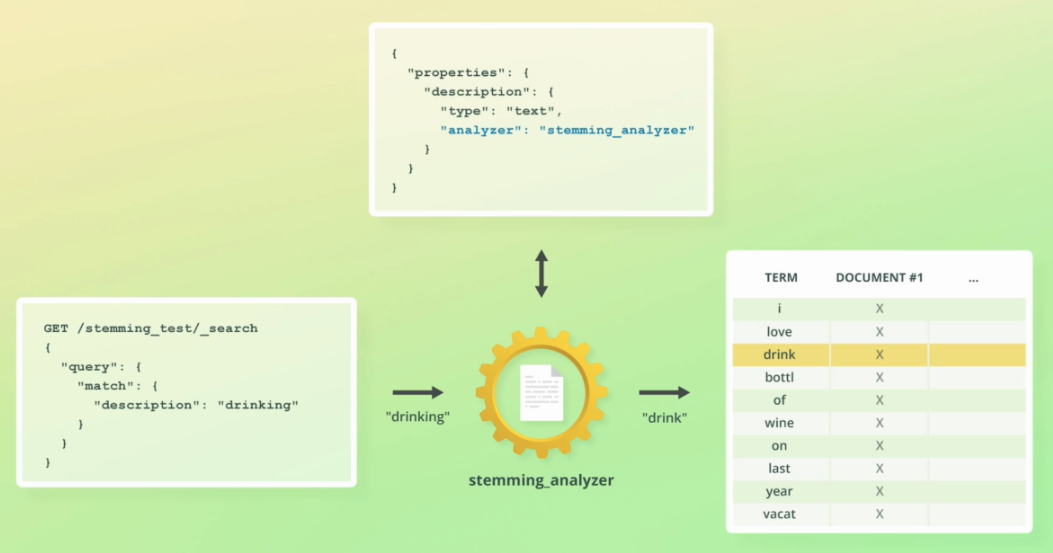 {
"properties": {
"description": {
"type": "text",
"analyzer": "stemming_analyzer"
}
}
}
GET /stemming_test/_search
{
"query": {
"match": {
"description": "drinking"
}
}
}
"drinking"
stemming_analyzer
"drink"
TERM DOCUMENT #1 ...
i X
love X
drink X
bottl X
of X
wine X
on X
last X
year X
vacat X